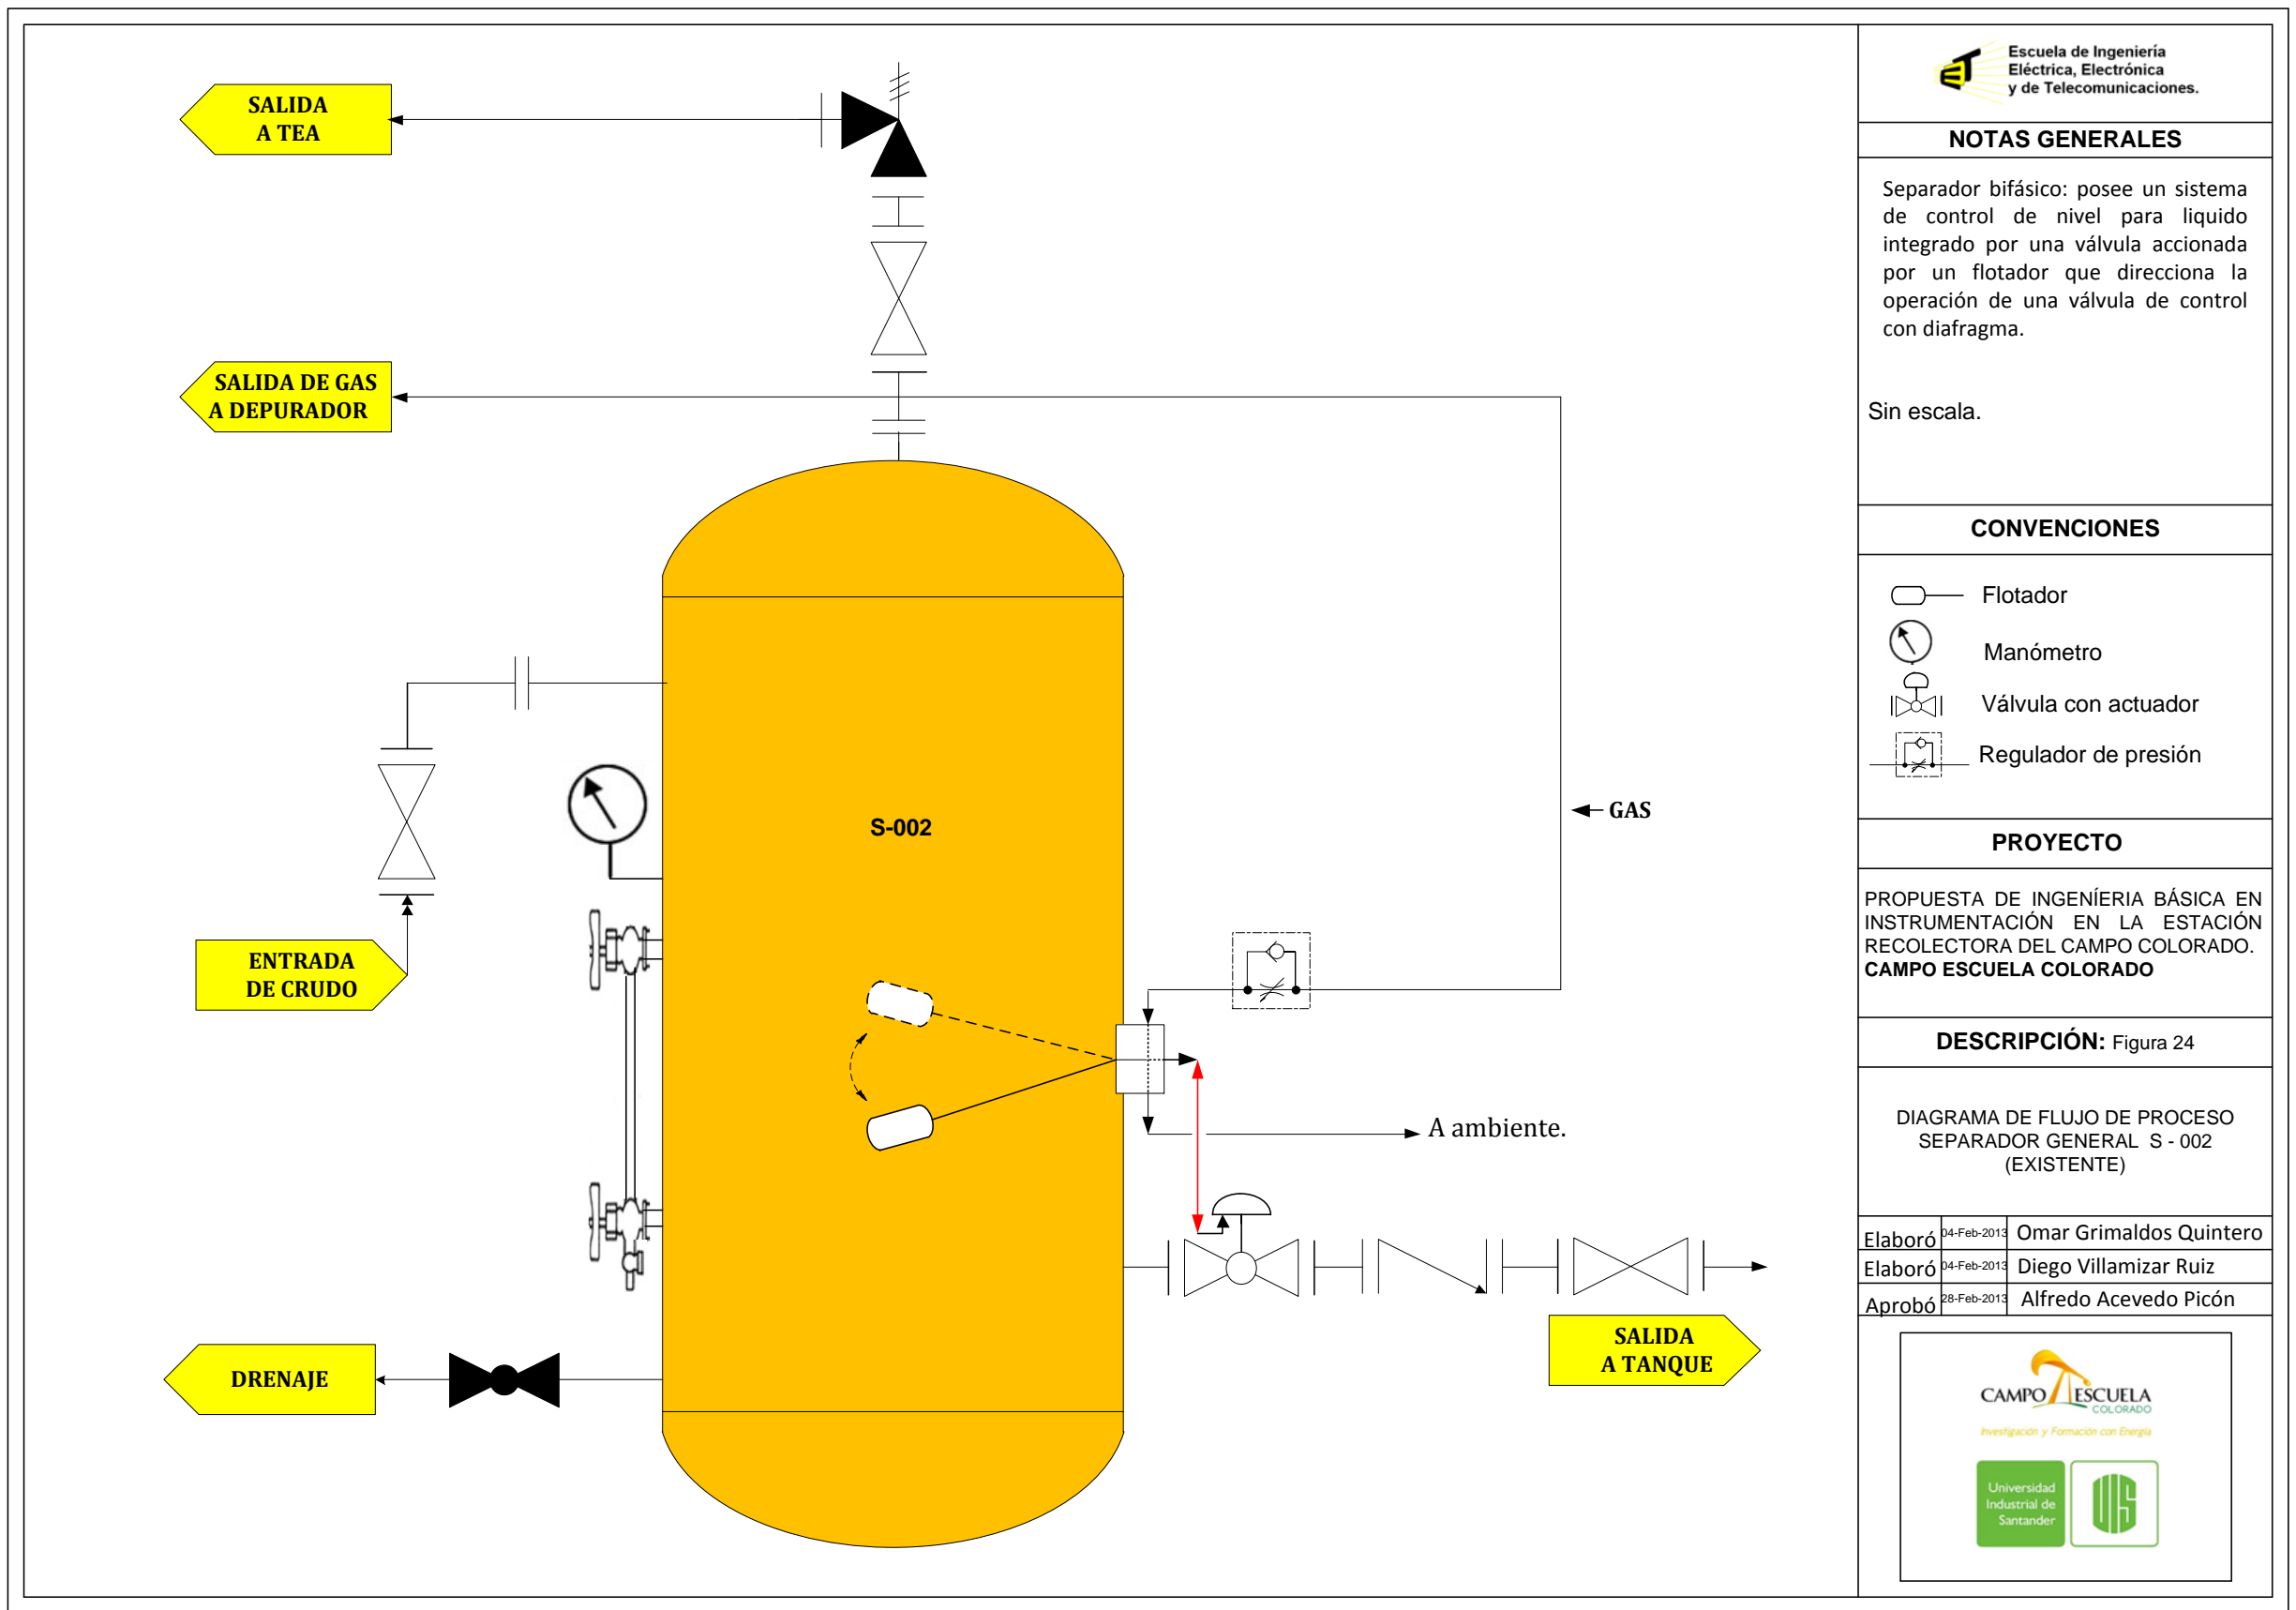 SALIDA
A TEA
SALIDA DE GAS
A DEPURADOR
S-002
GAS
ENTRADA
DE CRUDO
A ambiente.
SALIDA
A TANQUE
DRENAJE
Escuela de Ingeniería
Eléctrica, Electrónica
y de Telecomunicaciones.
NOTAS GENERALES
Separador bifásico: posee un sistema
de control de nivel para liquido
integrado por una válvula accionada
por un flotador que direcciona la
operación de una válvula de control
con diafragma.
Sin escala.
CONVENCIONES
Flotador
Manómetro
Válvula con actuador
Regulador de presión
PROYECTO
PROPUESTA DE INGENÍERIA BÁSICA EN
INSTRUMENTACIÓN EN LA ESTACIÓN
RECOLECTORA DEL CAMPO COLORADO.
CAMPO ESCUELA COLORADO
DESCRIPCIÓN: Figura 24
DIAGRAMA DE FLUJO DE PROCESO
SEPARADOR GENERAL S - 002
(EXISTENTE)
Elaboró 04-Feb-2013 Omar Grimaldos Quintero
Elaboró 04-Feb-2013 Diego Villamizar Ruiz
Aprobó 28-Feb-2013 Alfredo Acevedo Picón
CAMPO ESCUELA
COLORADO
Investigación y Formación con Energía
Universidad
Industrial de
Santander
UIS